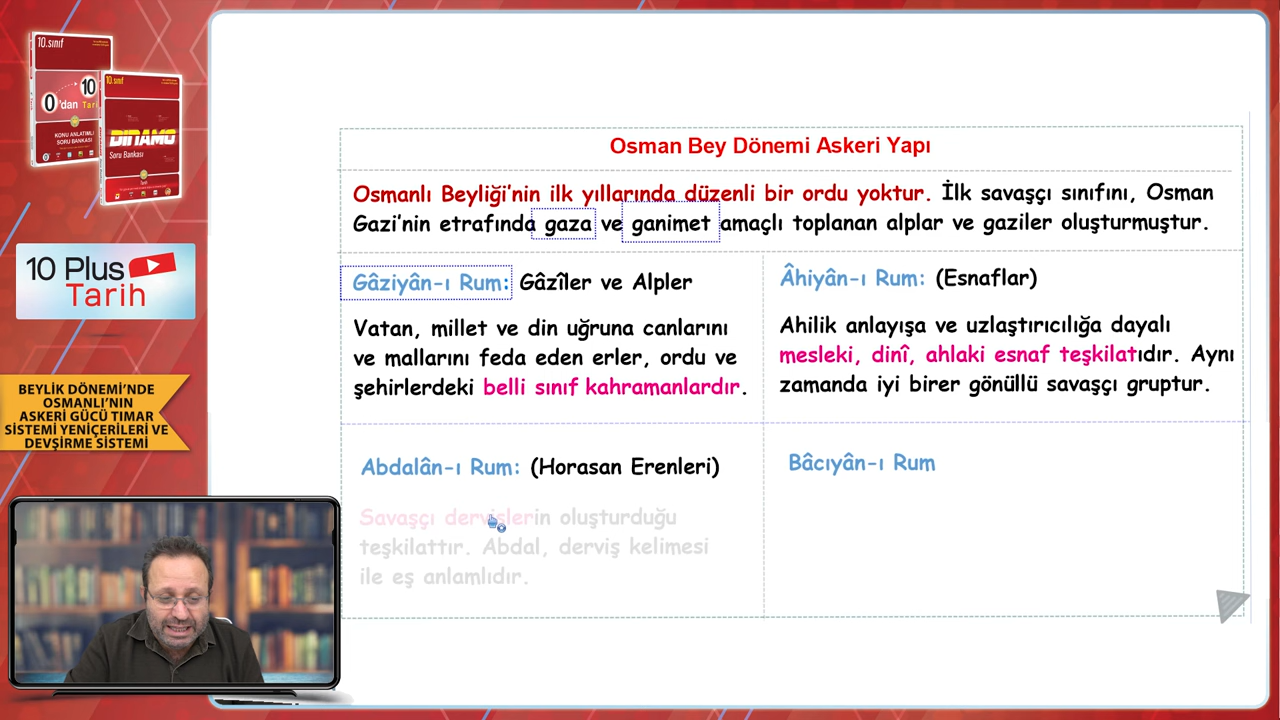 10.sınıf
10.sınıf
0'dan 10
Tarih
KONU ANLATIMLI
SORU BANKASI
DINAMO
Soru Bankası
Tarih
10 Plus
Tarih
BEYLİK DÖNEMİ'NDE
OSMANLI'NIN
ASKERİ GÜCÜ TIMAR
SİSTEMİ YENİÇERİLERİ VE
DEVŞİRME SİSTEMİ
Osman Bey Dönemi Askeri Yapı
Osmanlı Beyliği'nin ilk yıllarında düzenli bir ordu yoktur. İlk savaşçı sınıfını, Osman
Gazi'nin etrafında gaza ve ganimet amaçlı toplanan alplar ve gaziler oluşturmuştur.
Gâziyân-ı Rum: Gâzîler ve Alpler
Vatan, millet ve din uğruna canlarını
ve mallarını feda eden erler, ordu ve
şehirlerdeki belli sınıf kahramanlardır.
Âhiyân-ı Rum: (Esnaflar)
Ahilik anlayışa ve uzlaştırıcılığa dayalı
mesleki, dinî, ahlaki esnaf teşkilatıdır. Aynı
zamanda iyi birer gönüllü savaşçı gruptur.
Abdalân-ı Rum: (Horasan Erenleri)
Savaşçı dervişlerin oluşturduğu
teşkilattır. Abdal, derviş kelimesi
ile eş anlamlıdır.
Bâcıyân-ı Rum